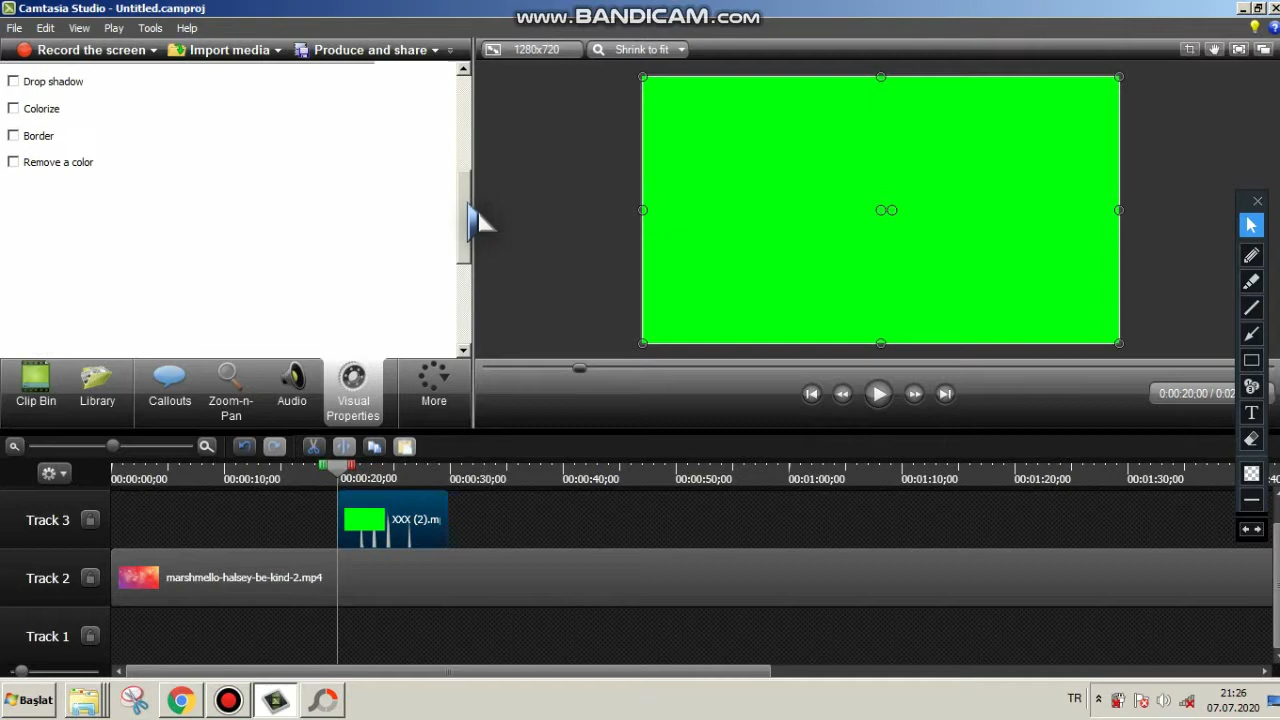 Camtasia Studio - Untitled.camproj
www.BANDICAM.com
File Edit View Play Tools Help
Record the screen Import media Produce and share
1280x720 Shrink to fit
Drop shadow
Colorize
Border
Remove a color
Clip Bin Library Callouts Zoom-n-Pan Audio Visual Properties More
0:00:20;00 / 0:02
T
00:00:00;00 00:00:10;00 00:00:20;00 00:00:30;00 00:00:40;00 00:00:50;00 00:01:00;00 00:01:10;00 00:01:20;00 00:01:30;00
Track 3 XXX (2).m
Track 2 marshmello-halsey-be-kind-2.mp4
Track 1
Başlat
TR
21:26
07.07.2020